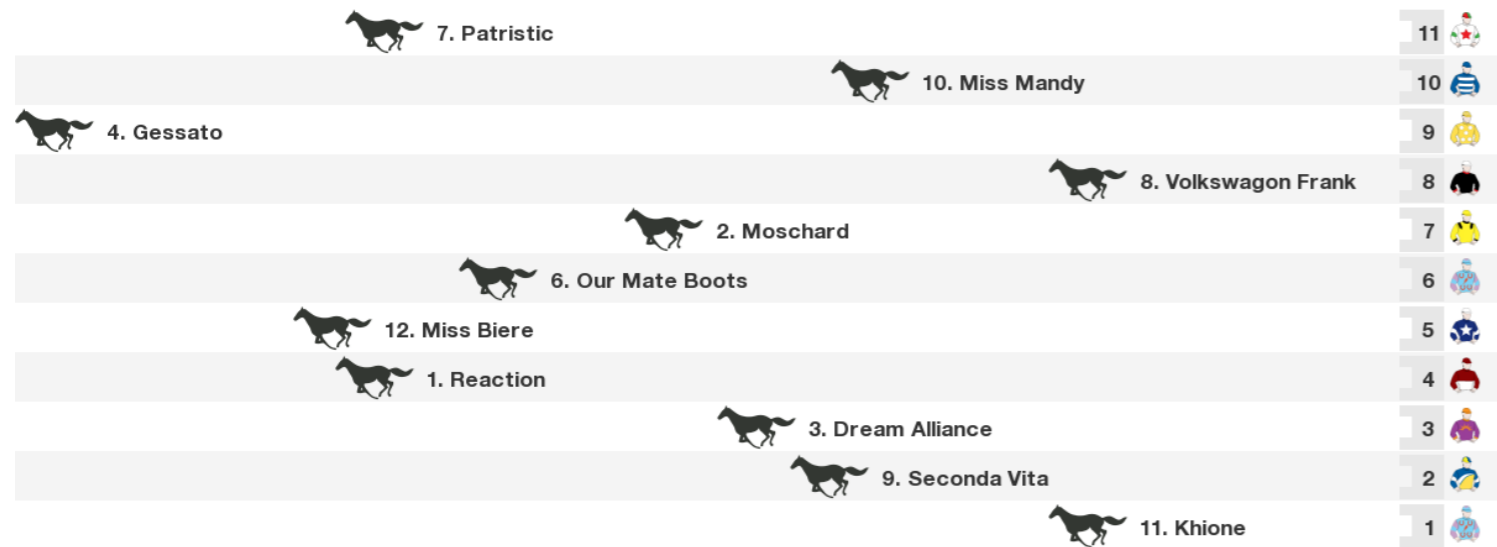 7. Patristic 11
10. Miss Mandy 10
4. Gessato 9
8. Volkswagon Frank 8
2. Moschard 7
6. Our Mate Boots 6
12. Miss Biere 5
1. Reaction 4
3. Dream Alliance 3
9. Seconda Vita 2
11. Khione 1